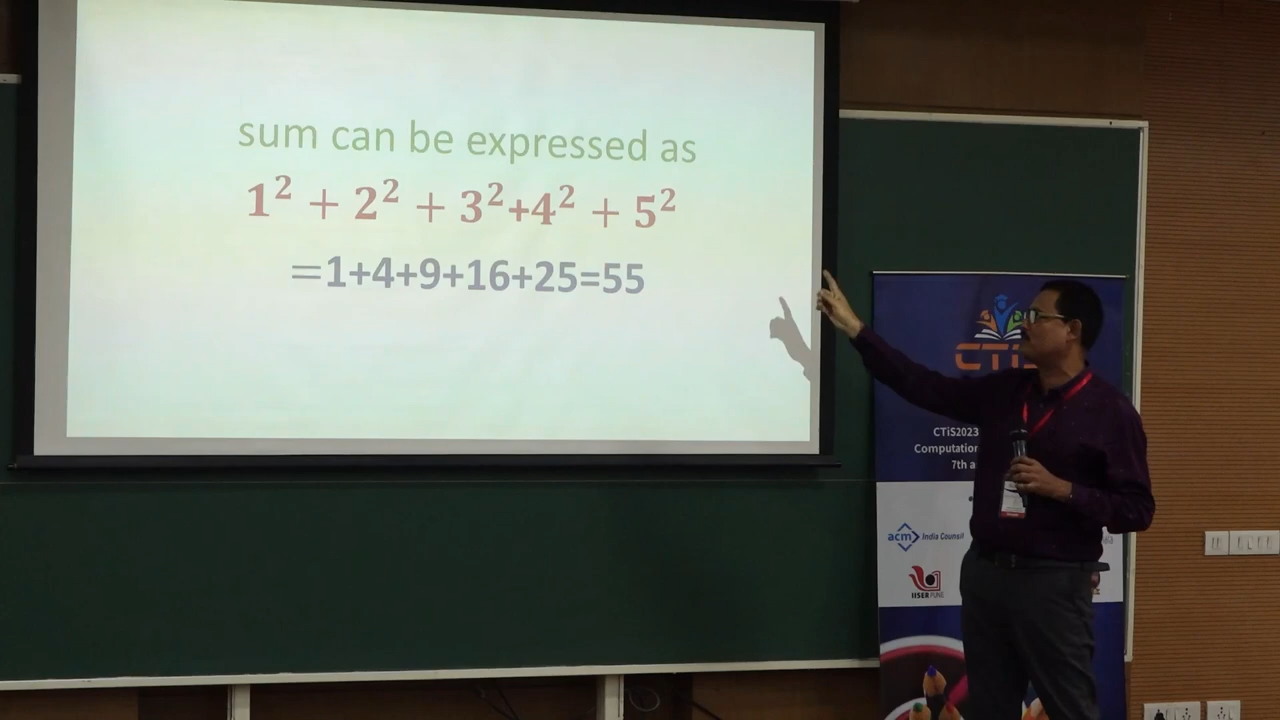 sum can be expressed as
1² + 2² + 3²+4² + 5²
=1+4+9+16+25=55
CTiS2023
Computation
7th a
acm India Council
IISER PUNE